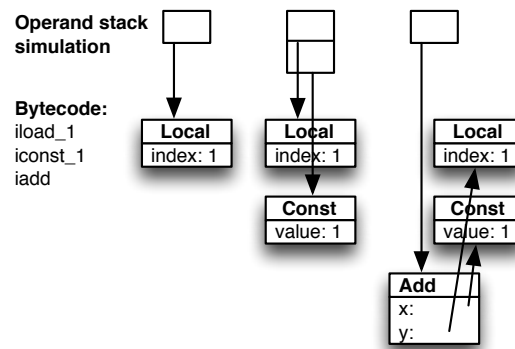 Operand stack
simulation
Bytecode:
iload_1
iconst_1
iadd
Local
index: 1
Local
index: 1
Const
value: 1
Local
index: 1
Const
value: 1
Add
x:
y: